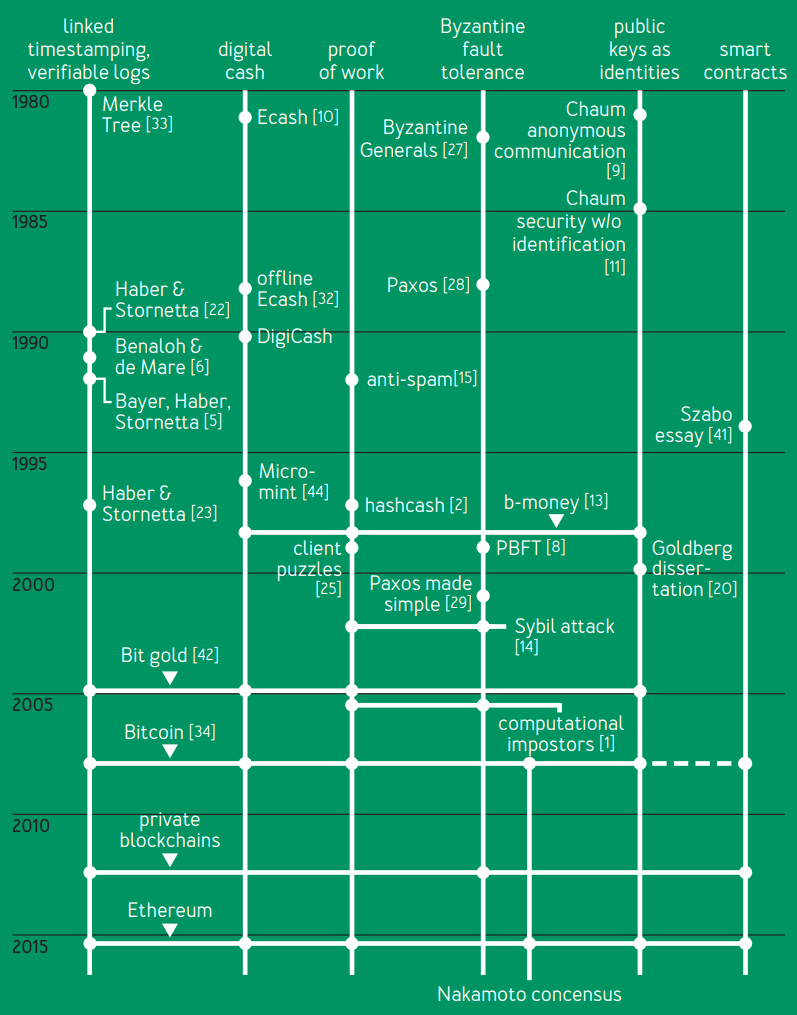 linked
timestamping,
verifiable logs
digital
cash
proof
of work
Byzantine
fault
tolerance
public
keys as
identities
smart
contracts
1980
Merkle
Tree [33]
Ecash [10]
Byzantine
Generals [27]
Chaum
anonymous
communication
[9]
1985
Chaum
security w/o
identification
[11]
Haber &
Stornetta [22]
offline
Ecash [32]
Paxos [28]
1990
DigiCash
Benaloh &
de Mare [6]
Bayer, Haber,
Stornetta [5]
anti-spam[15]
Szabo
essay [41]
1995
Micro-
mint [44]
Haber &
Stornetta [23]
hashcash [2]
b-money [13]
client
puzzles
[25]
PBFT [8]
Goldberg
disser-
tation [20]
2000
Paxos made
simple [29]
Sybil attack
[14]
Bit gold [42]
2005
computational
impostors [1]
Bitcoin [34]
2010
private
blockchains
Ethereum
2015
Nakamoto concensus